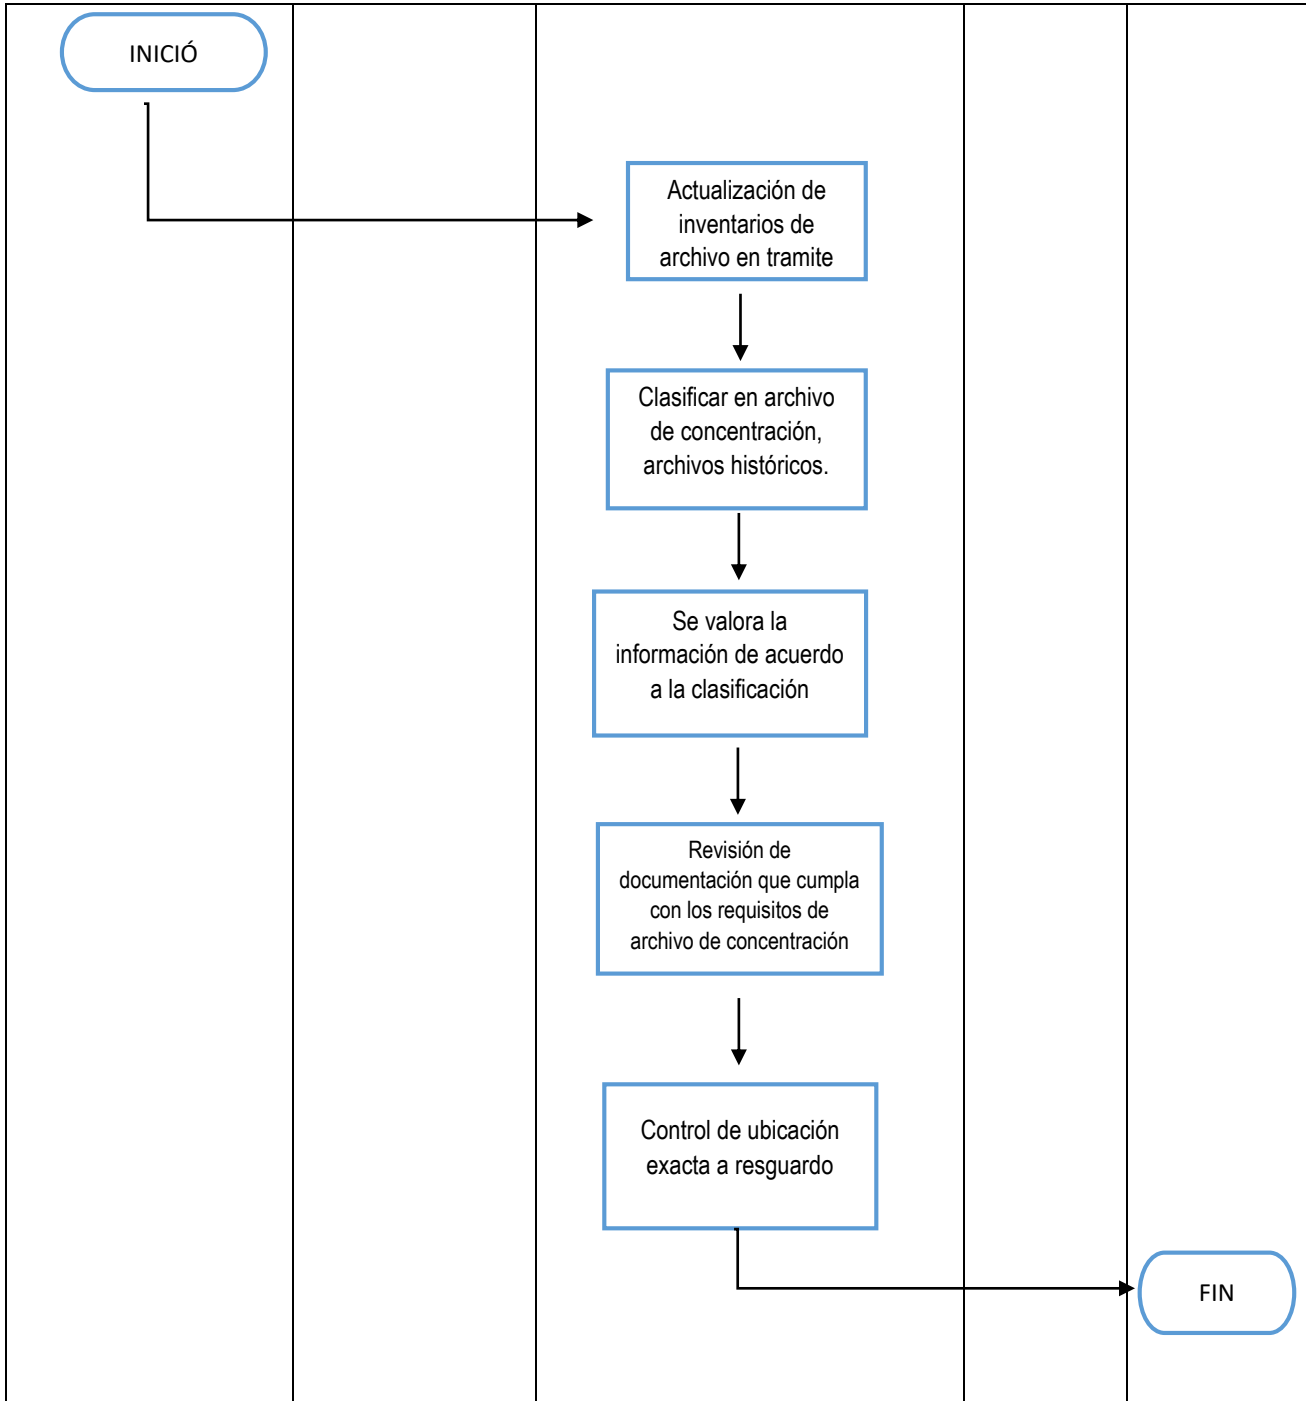 INICIÓ
Actualización de
inventarios de
archivo en tramite
Clasificar en archivo
de concentración,
archivos históricos.
Se valora la
información de acuerdo
a la clasificación
Revisión de
documentación que cumpla
con los requisitos de
archivo de concentración
Control de ubicación
exacta a resguardo
FIN